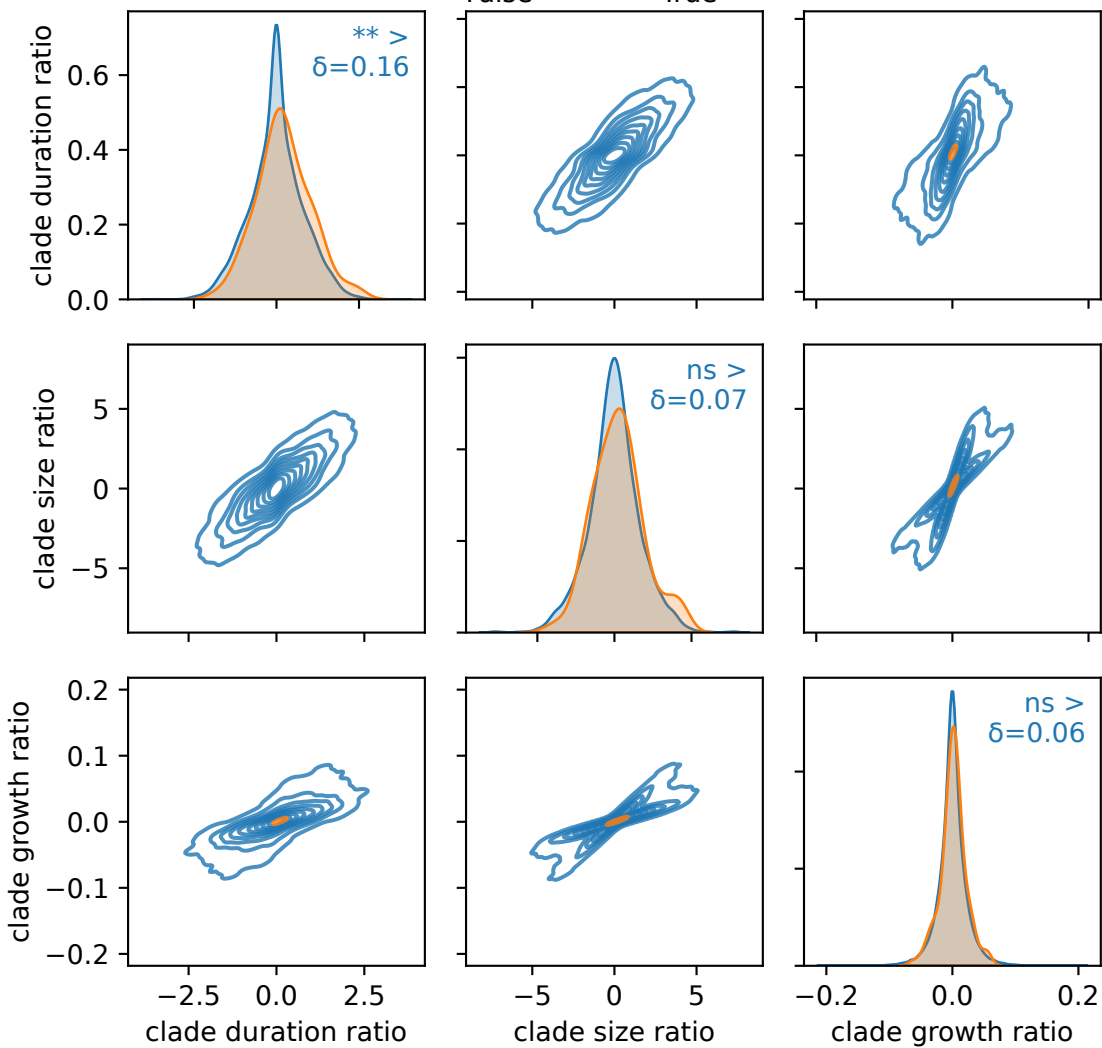 False True
clade duration ratio
0.6
0.4
0.2
0.0
** >
δ=0.16
clade size ratio
5
0
−5
ns >
δ=0.07
clade growth ratio
0.2
0.1
0.0
−0.1
−0.2
ns >
δ=0.06
−2.5 0.0 2.5
−5 0 5
−0.2 0.0 0.2
clade duration ratio
clade size ratio
clade growth ratio